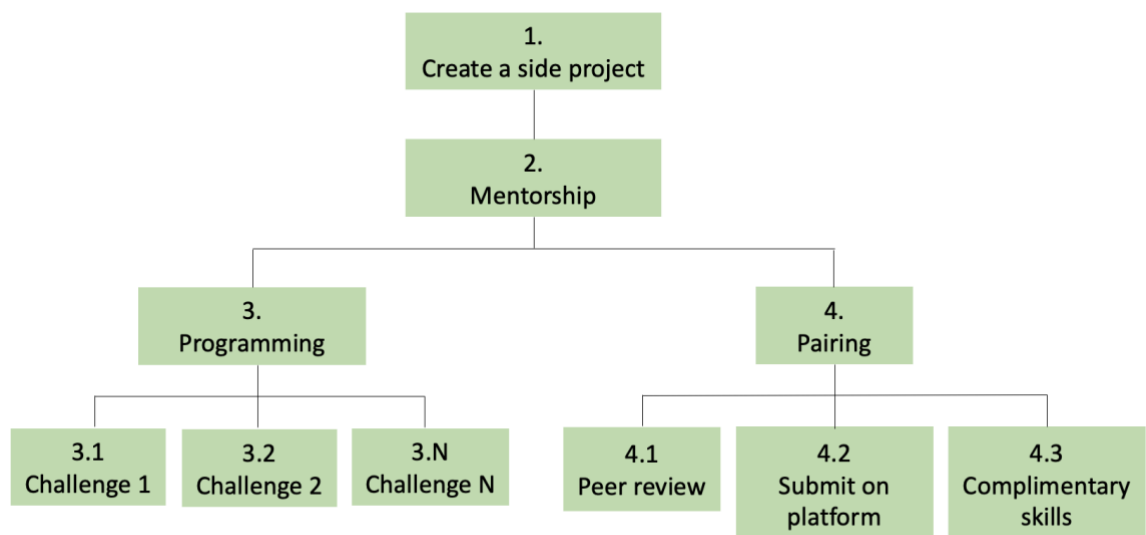 1.
Create a side project
2.
Mentorship
3.
Programming
4.
Pairing
3.1
Challenge 1
3.2
Challenge 2
3.N
Challenge N
4.1
Peer review
4.2
Submit on
platform
4.3
Complimentary
skills